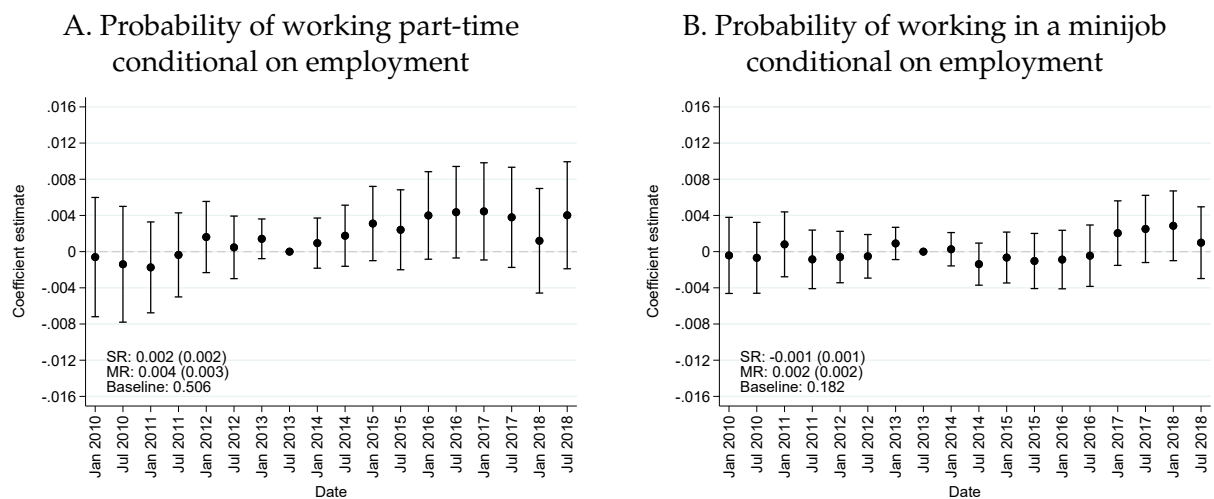 A. Probability of working part-time
conditional on employment
.016
.012
.008
.004
0
-.004
-.008
-.012
-.016
Coefficient estimate
SR: 0.002 (0.002)
MR: 0.004 (0.003)
Baseline: 0.506
Jan 2010
Jul 2010
Jan 2011
Jul 2011
Jan 2012
Jul 2012
Jan 2013
Jul 2013
Jan 2014
Jul 2014
Jan 2015
Jul 2015
Jan 2016
Jul 2016
Jan 2017
Jul 2017
Jan 2018
Jul 2018
Date
B. Probability of working in a minijob
conditional on employment
.016
.012
.008
.004
0
-.004
-.008
-.012
-.016
Coefficient estimate
SR: -0.001 (0.001)
MR: 0.002 (0.002)
Baseline: 0.182
Jan 2010
Jul 2010
Jan 2011
Jul 2011
Jan 2012
Jul 2012
Jan 2013
Jul 2013
Jan 2014
Jul 2014
Jan 2015
Jul 2015
Jan 2016
Jul 2016
Jan 2017
Jul 2017
Jan 2018
Jul 2018
Date